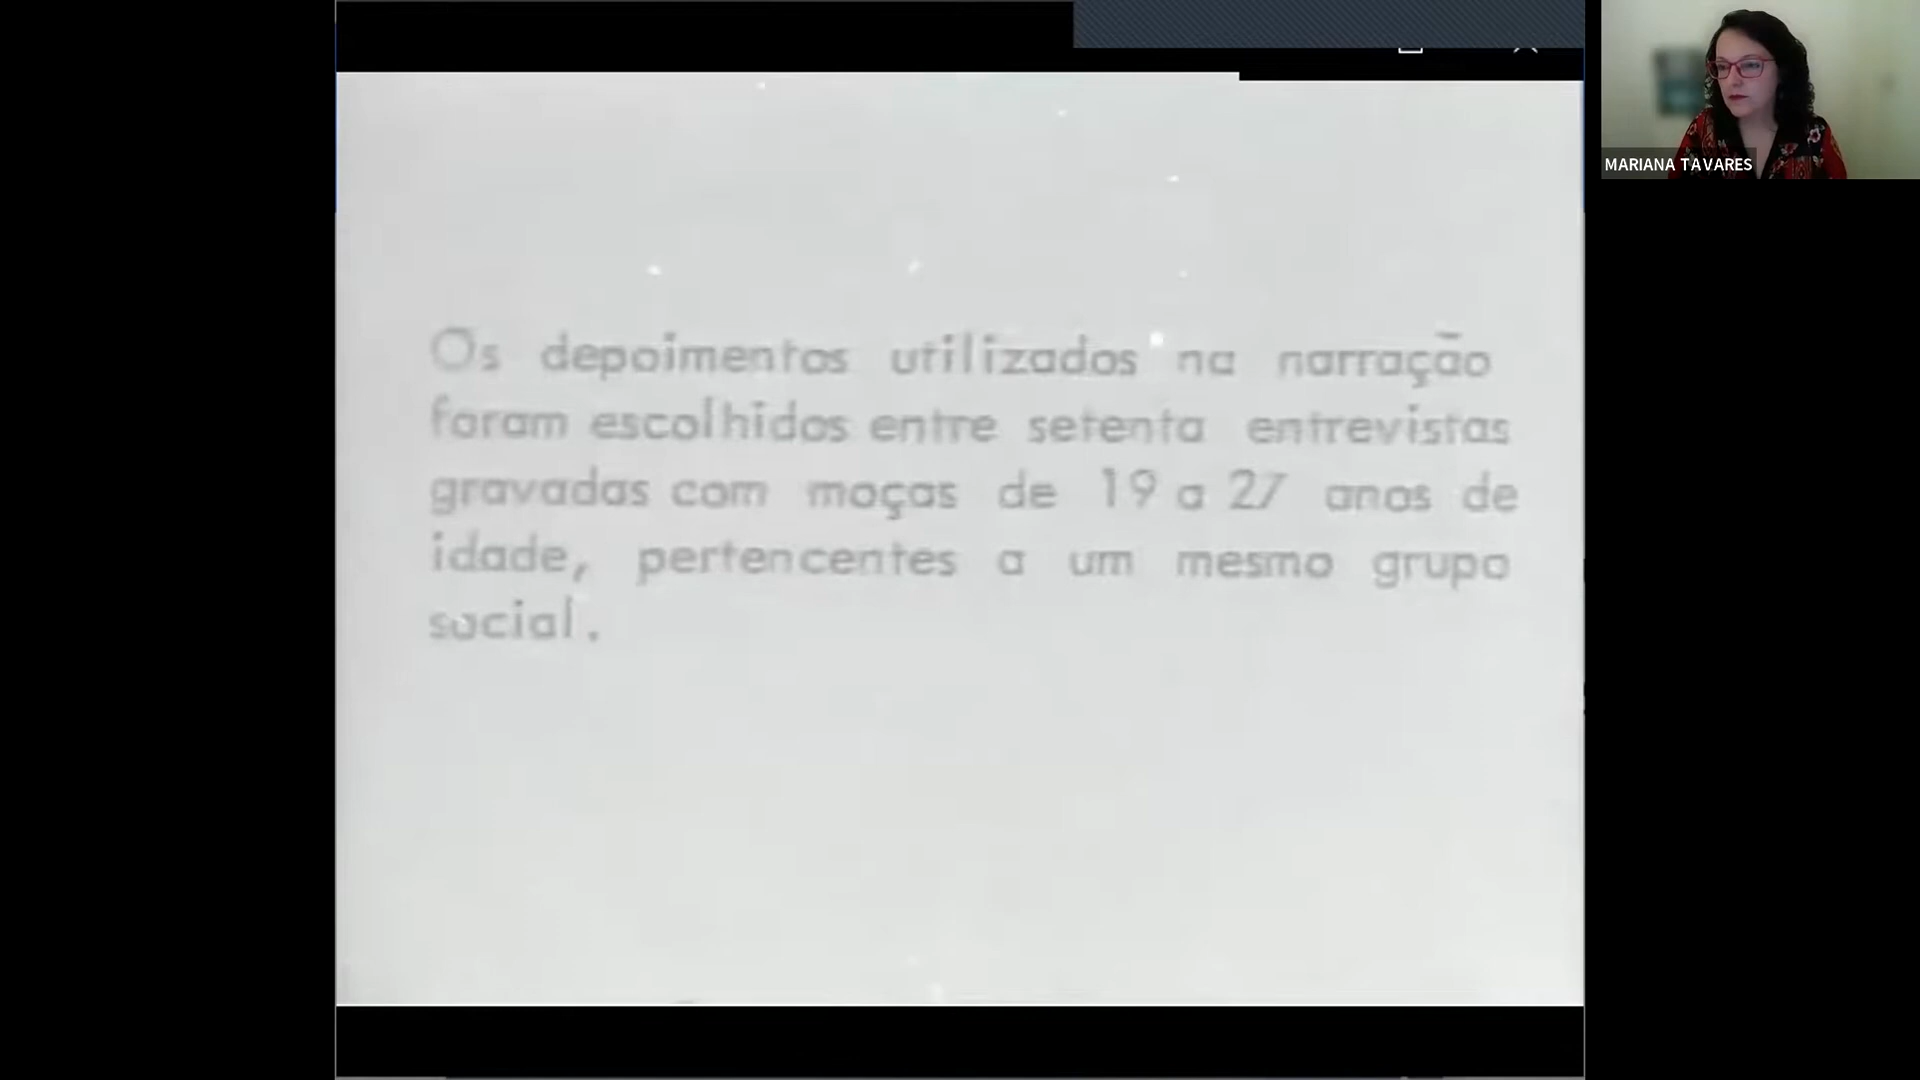 Os depoimentos utilizados na narração
foram escolhidos entre setenta entrevistas
gravadas com moças de 19 a 27 anos de
idade, pertencentes a um mesmo grupo
social.
MARIANA TAVARES